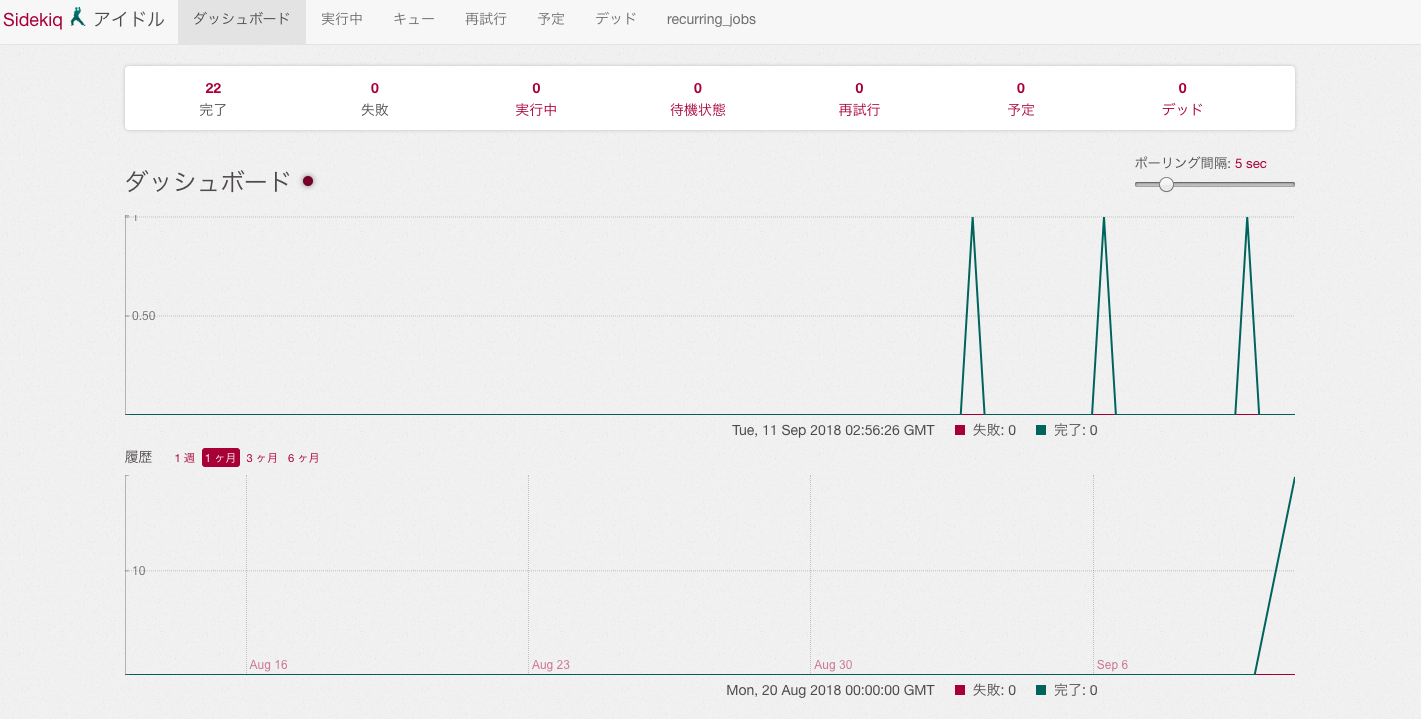 Sidekiq アイドル ダッシュボード 実行中 キュー 再試行 予定 デッド recurring_jobs
22 0 0 0 0 0 0
完了 失敗 実行中 待機状態 再試行 予定 デッド
ポーリング間隔: 5 sec
ダッシュボード
1
0.50
Tue, 11 Sep 2018 02:56:26 GMT 失敗: 0 完了: 0
履歴 1 週 1 ヶ月 3 ヶ月 6 ヶ月
10
Aug 16 Aug 23 Aug 30 Sep 6
Mon, 20 Aug 2018 00:00:00 GMT 失敗: 0 完了: 0